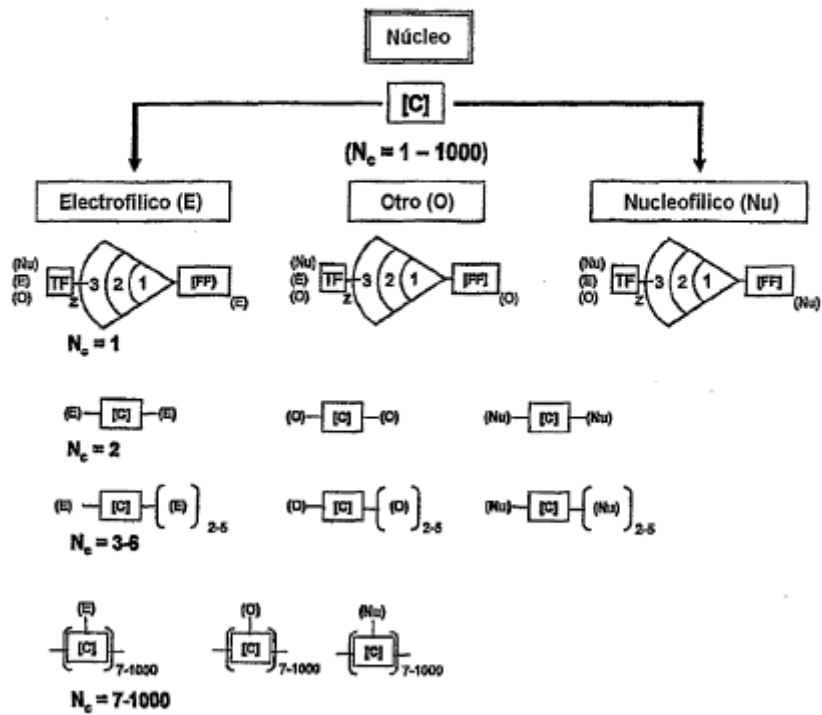 Núcleo
[C]
(Nc = 1 – 1000)
Electrofílico (E) Otro (O) Nucleofílico (Nu)
(Nu) (E) (O) TF Z 3 2 1 [FF] (E)
(Nu) (E) (O) TF Z 3 2 1 [FF] (O)
(Nu) (E) (O) TF Z 3 2 1 [FF] (Nu)
Nc = 1
(E) [C] (E) (O) [C] (O) (Nu) [C] (Nu)
Nc = 2
(E) [C] (E) 2-5 (O) [C] (O) 2-5 (Nu) [C] (Nu) 2-5
Nc = 3-6
(E) (O) (Nu)
[C] 7-1000 [C] 7-1000 [C] 7-1000
Nc = 7-1000